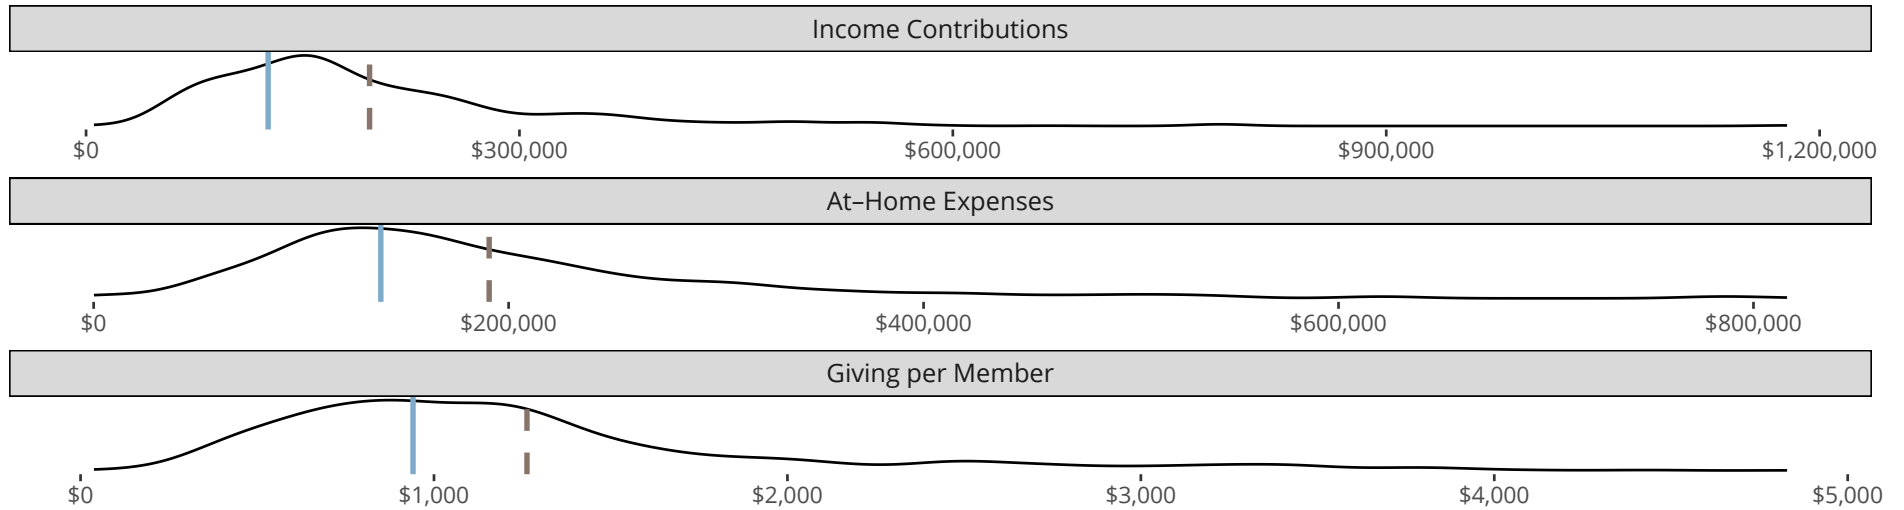 Income Contributions
$0 $300,000 $600,000 $900,000 $1,200,000
At–Home Expenses
$0 $200,000 $400,000 $600,000 $800,000
Giving per Member
$0 $1,000 $2,000 $3,000 $4,000 $5,000